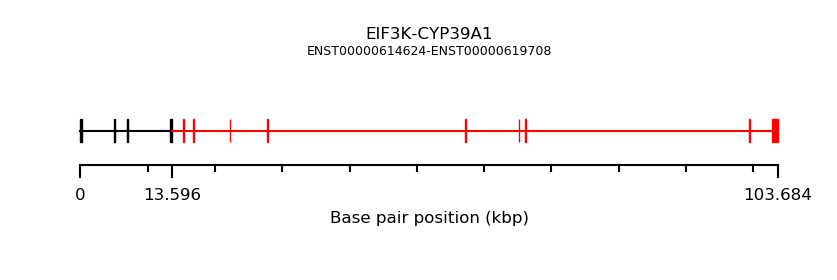 EIF3K-CYP39A1
ENST00000614624-ENST00000619708
0 13.596 103.684
Base pair position (kbp)